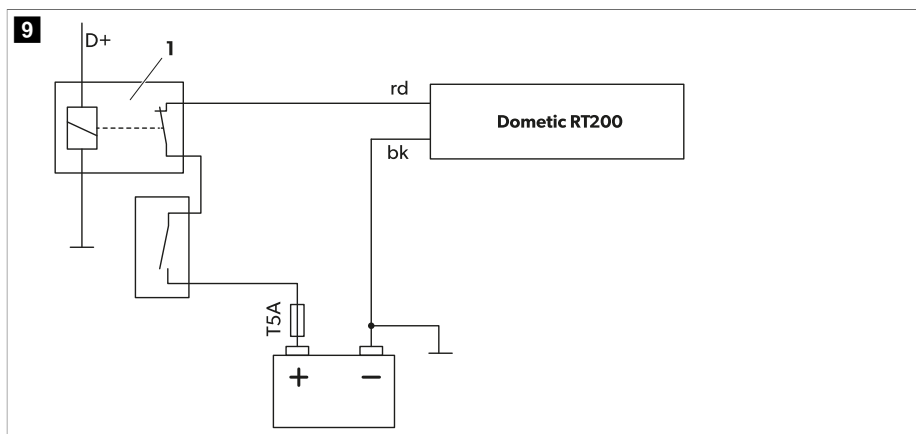 9
D+
1
rd
Dometic RT200
bk
T5A
+ −